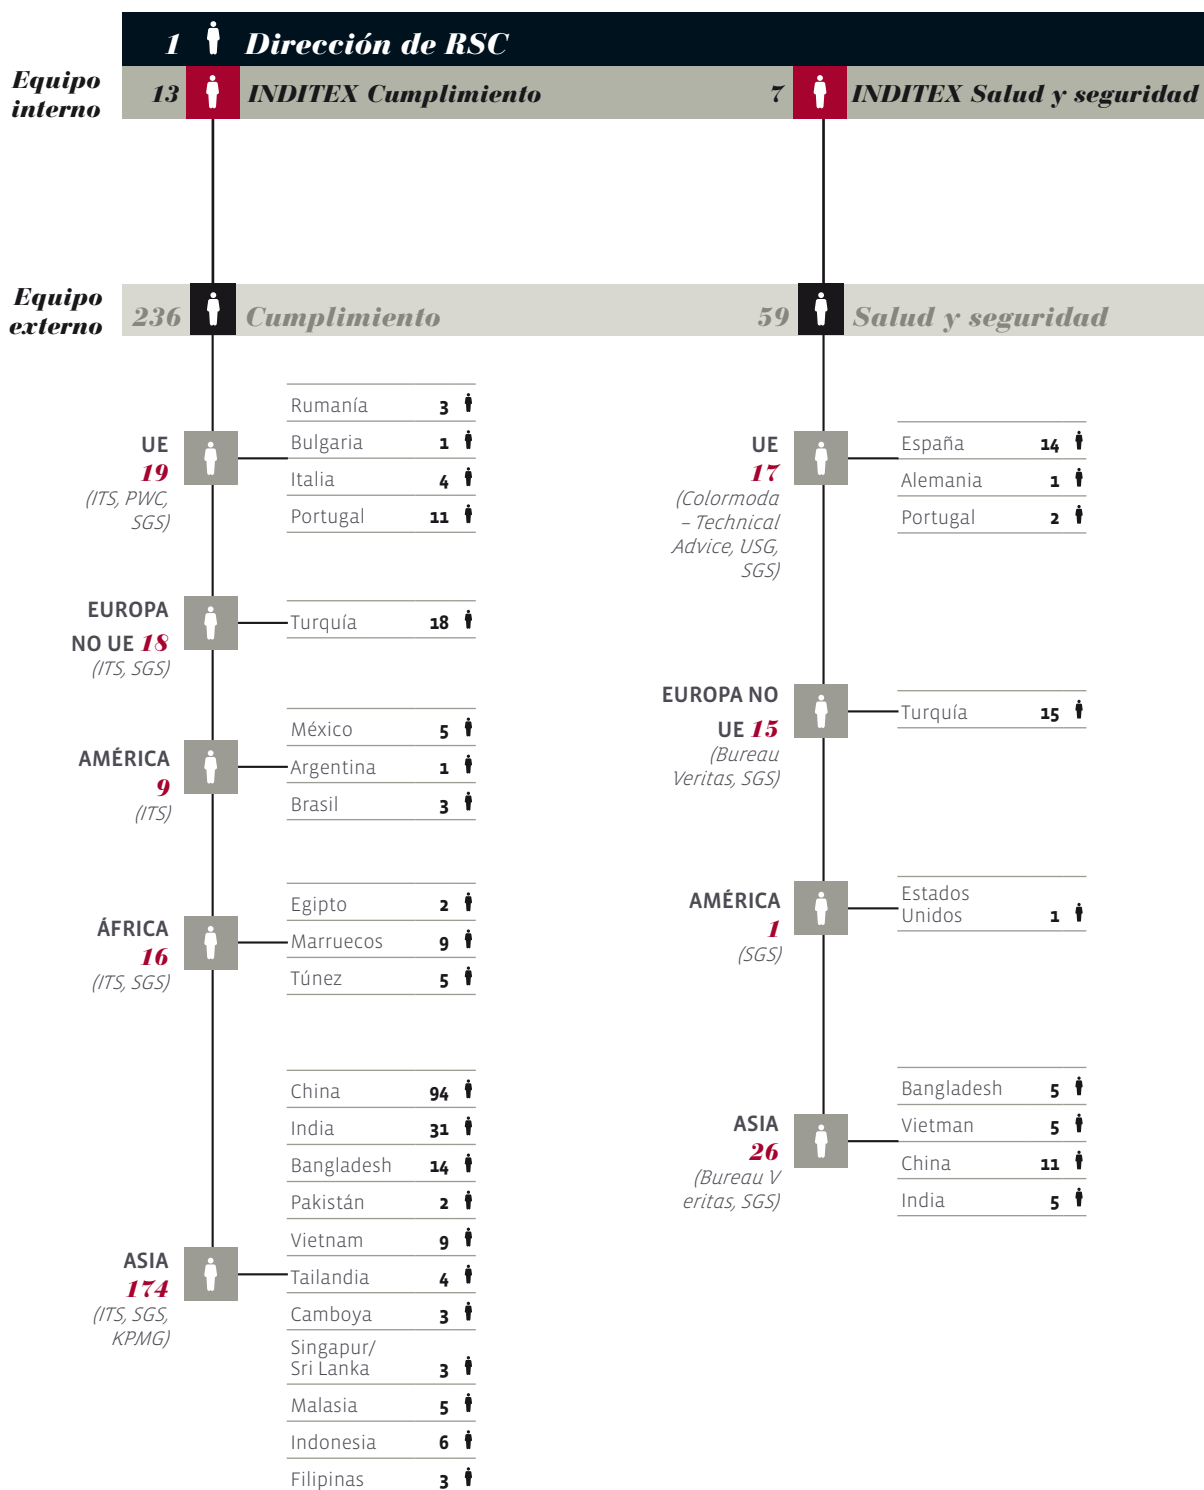 1 Dirección de RSC
Equipo
interno
13 INDITEX Cumplimiento
7 INDITEX Salud y seguridad
Equipo
externo
236 Cumplimiento
59 Salud y seguridad
UE
19
(ITS, PWC,
SGS)
Rumanía 3
Bulgaria 1
Italia 4
Portugal 11
EUROPA
NO UE 18
(ITS, SGS)
Turquía 18
AMÉRICA
9
(ITS)
México 5
Argentina 1
Brasil 3
ÁFRICA
16
(ITS, SGS)
Egipto 2
Marruecos 9
Túnez 5
ASIA
174
(ITS, SGS,
KPMG)
China 94
India 31
Bangladesh 14
Pakistán 2
Vietnam 9
Tailandia 4
Camboya 3
Singapur/
Sri Lanka 3
Malasia 5
Indonesia 6
Filipinas 3
UE
17
(Colormoda
– Technical
Advice, USG,
SGS)
España 14
Alemania 1
Portugal 2
EUROPA NO
UE 15
(Bureau
Veritas, SGS)
Turquía 15
AMÉRICA
1
(SGS)
Estados
Unidos 1
ASIA
26
(Bureau V
eritas, SGS)
Bangladesh 5
Vietman 5
China 11
India 5